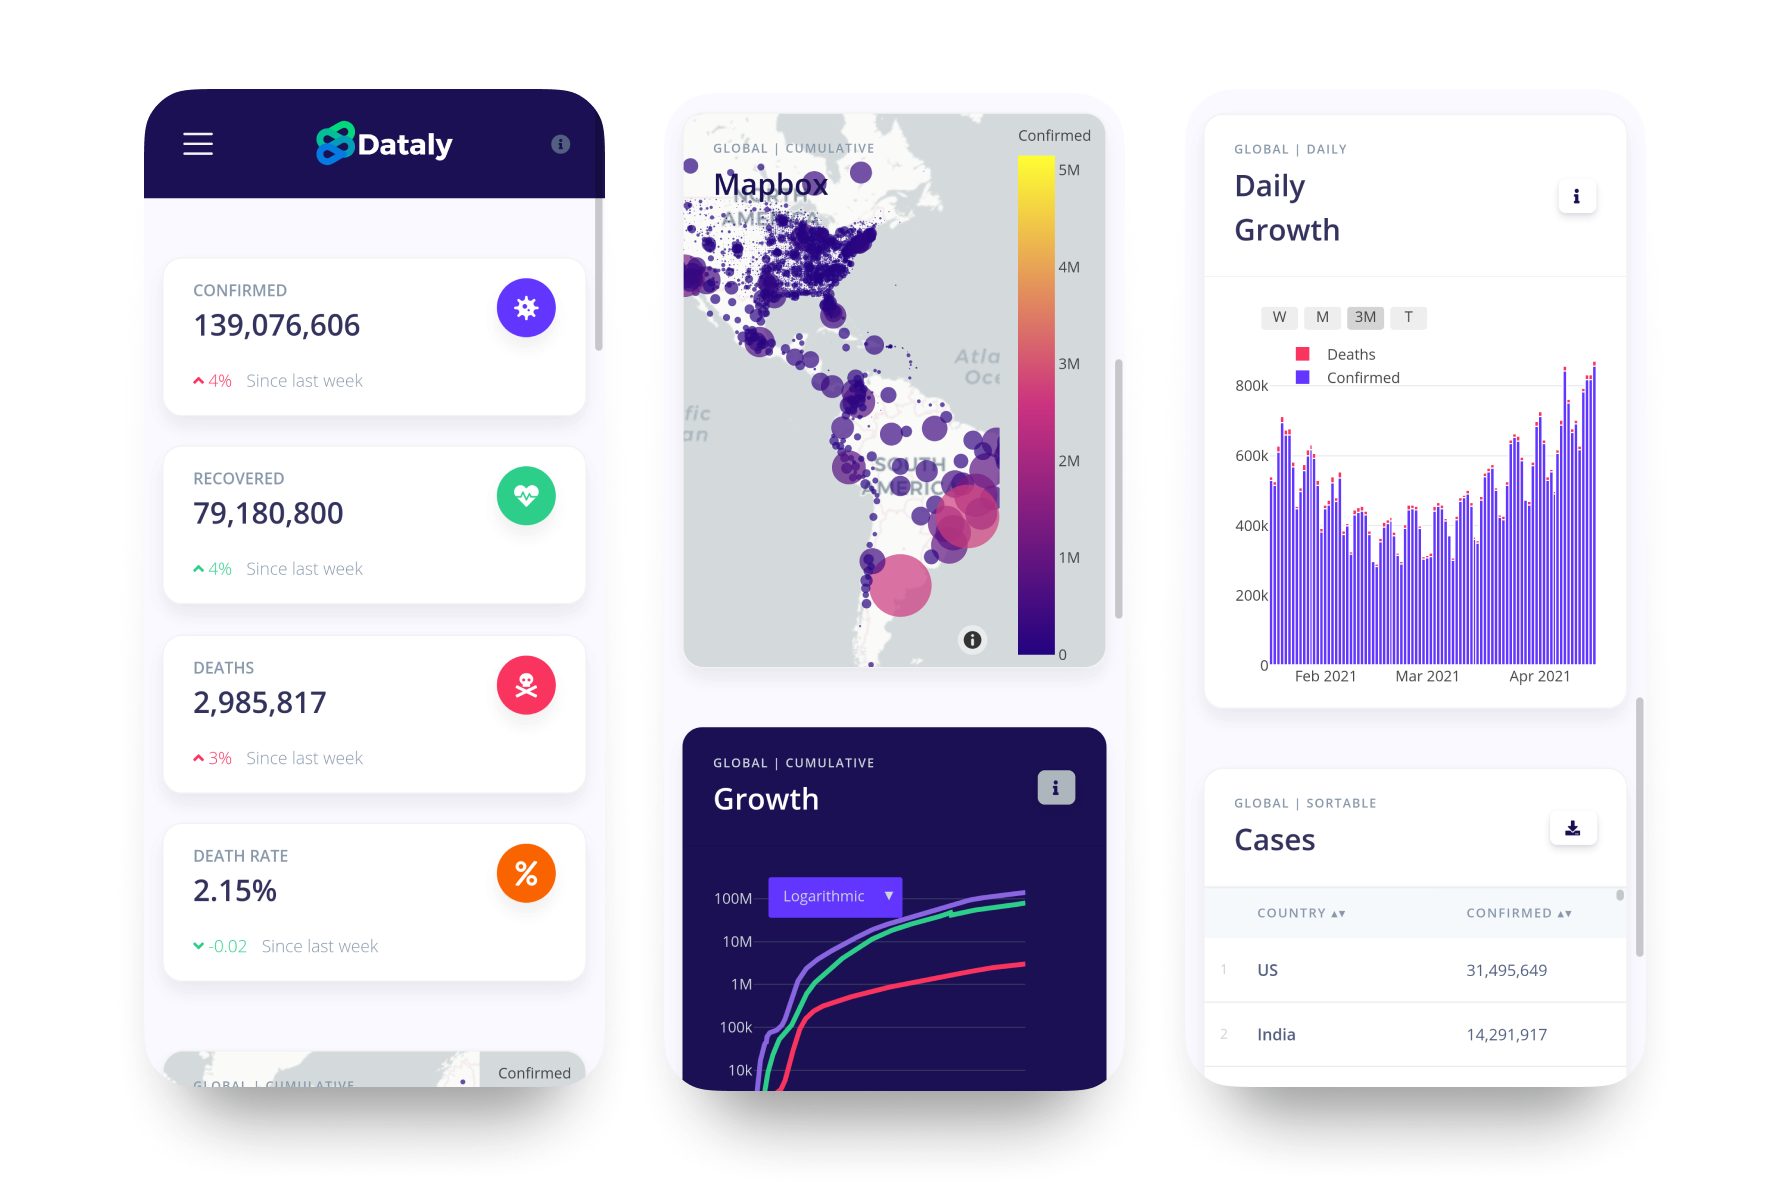 Dataly
CONFIRMED
139,076,606
4% Since last week
RECOVERED
79,180,800
4% Since last week
DEATHS
2,985,817
3% Since last week
DEATH RATE
2.15%
-0.02 Since last week
GLOBAL | CUMULATIVE
Confirmed
GLOBAL | CUMULATIVE
Mapbox
NORTH
AMERICA
Atla
Oce
fic
an
SOUTH
AMERICA
Confirmed
5M
4M
3M
2M
1M
0
GLOBAL | CUMULATIVE
Growth
Logarithmic
100M
10M
1M
100k
10k
GLOBAL | DAILY
Daily
Growth
W M 3M T
Deaths
Confirmed
800k
600k
400k
200k
0
Feb 2021 Mar 2021 Apr 2021
GLOBAL | SORTABLE
Cases
COUNTRY ▲▼ CONFIRMED ▲▼
1 US 31,495,649
2 India 14,291,917